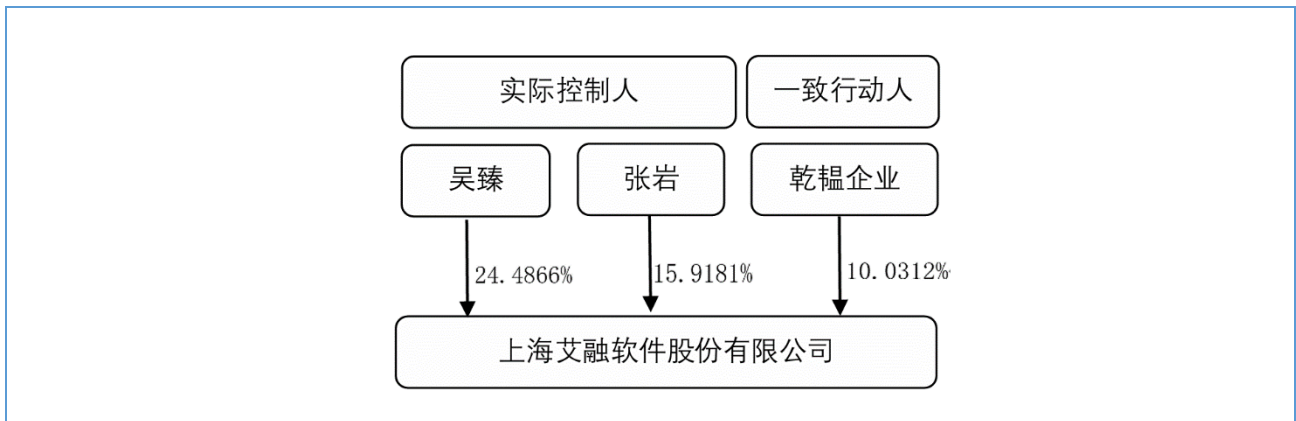 实际控制人 一致行动人
吴臻 张岩 乾韫企业
24.4866% 15.9181% 10.0312%
上海艾融软件股份有限公司